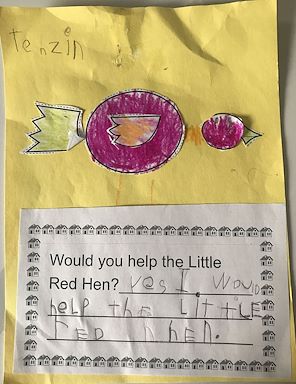 tenzin
Would you help the Little
Red Hen? yes I would
help the little
red hen.